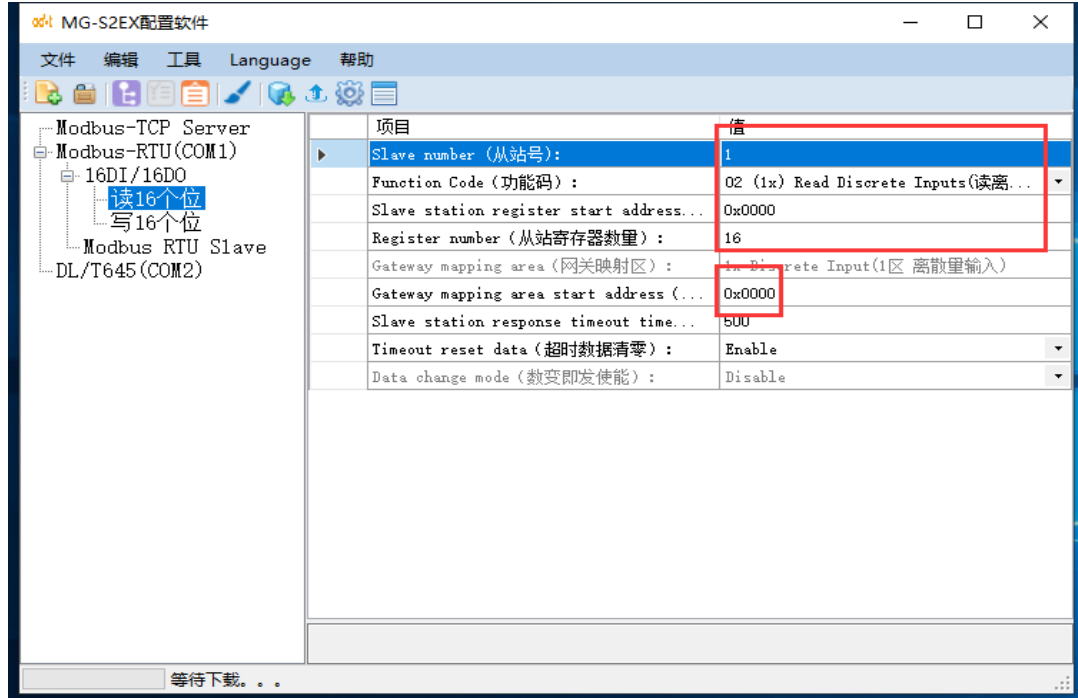 odot MG-S2EX配置软件
文件 编辑 工具 Language 帮助
Modbus-TCP Server
Modbus-RTU(COM1)
16DI/16DO
读16个位
写16个位
Modbus RTU Slave
DL/T645(COM2)
项目 值
Slave number (从站号): 1
Function Code(功能码): 02 (1x) Read Discrete Inputs(读离...
Slave station register start address... 0x0000
Register number(从站寄存器数量): 16
Gateway mapping area(网关映射区): 1x Discrete Input(1区 离散量输入)
Gateway mapping area start address (... 0x0000
Slave station response timeout time... 500
Timeout reset data(超时数据清零): Enable
Data change mode(数变即发使能): Disable
等待下载。。。